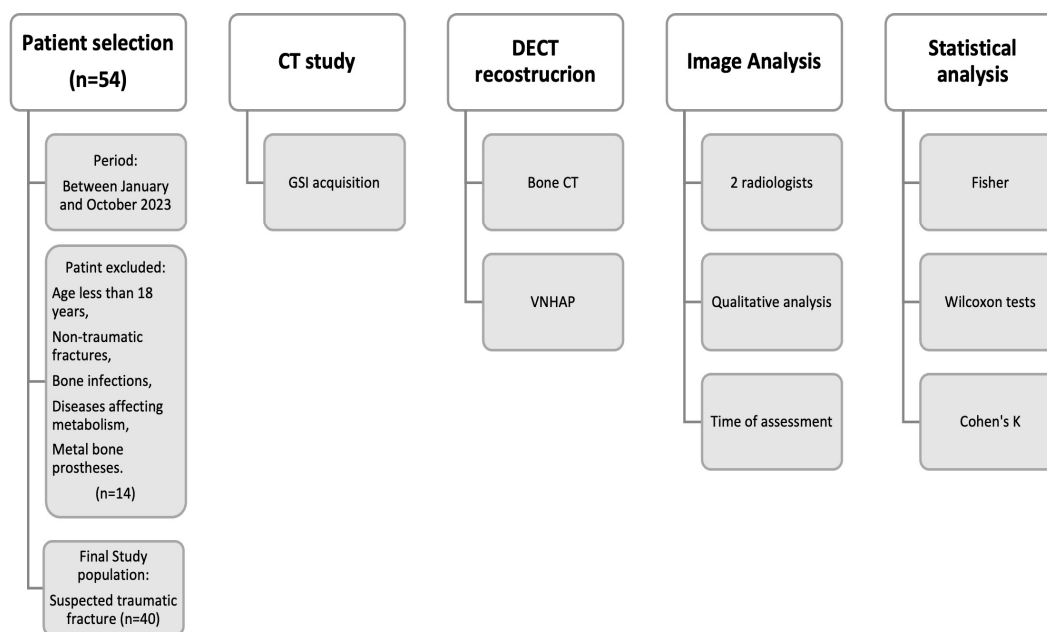 Patient selection
(n=54)
Period:
Between January
and October 2023
Patint excluded:
Age less than 18
years,
Non-traumatic
fractures,
Bone infections,
Diseases affecting
metabolism,
Metal bone
prostheses.
(n=14)
Final Study
population:
Suspected traumatic
fracture (n=40)
CT study
GSI acquisition
DECT
recostrucrion
Bone CT
VNHAP
Image Analysis
2 radiologists
Qualitative analysis
Time of assessment
Statistical
analysis
Fisher
Wilcoxon tests
Cohen's K